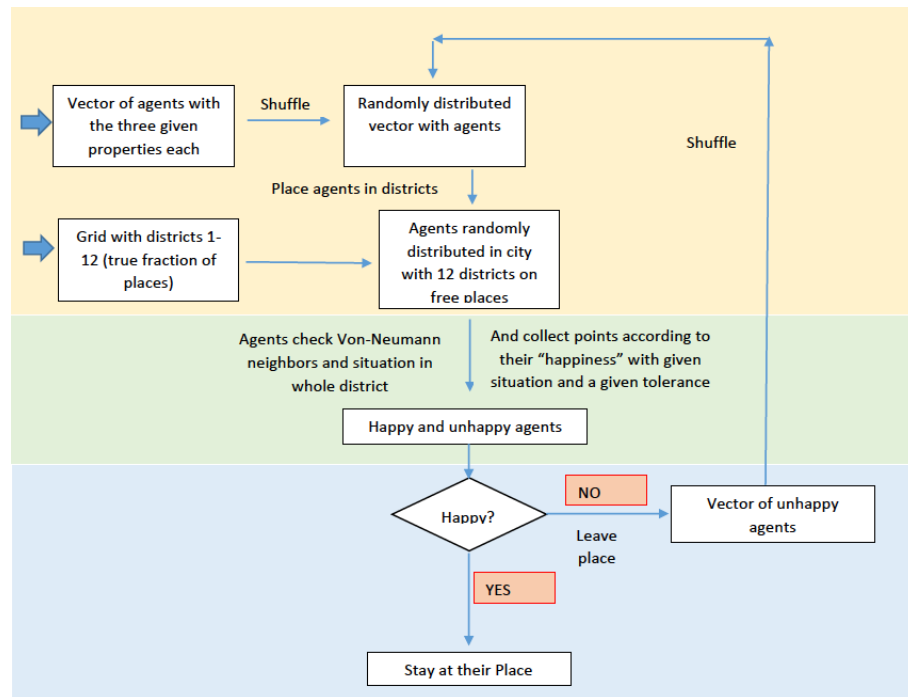 Vector of agents with
the three given
properties each
Shuffle
Randomly distributed
vector with agents
Shuffle
Place agents in districts
Grid with districts 1-
12 (true fraction of
places)
Agents randomly
distributed in city
with 12 districts on
free places
Agents check Von-Neumann
neighbors and situation in
whole district
And collect points according to
their “happiness” with given
situation and a given tolerance
Happy and unhappy agents
Happy?
NO
Leave
place
Vector of unhappy
agents
YES
Stay at their Place